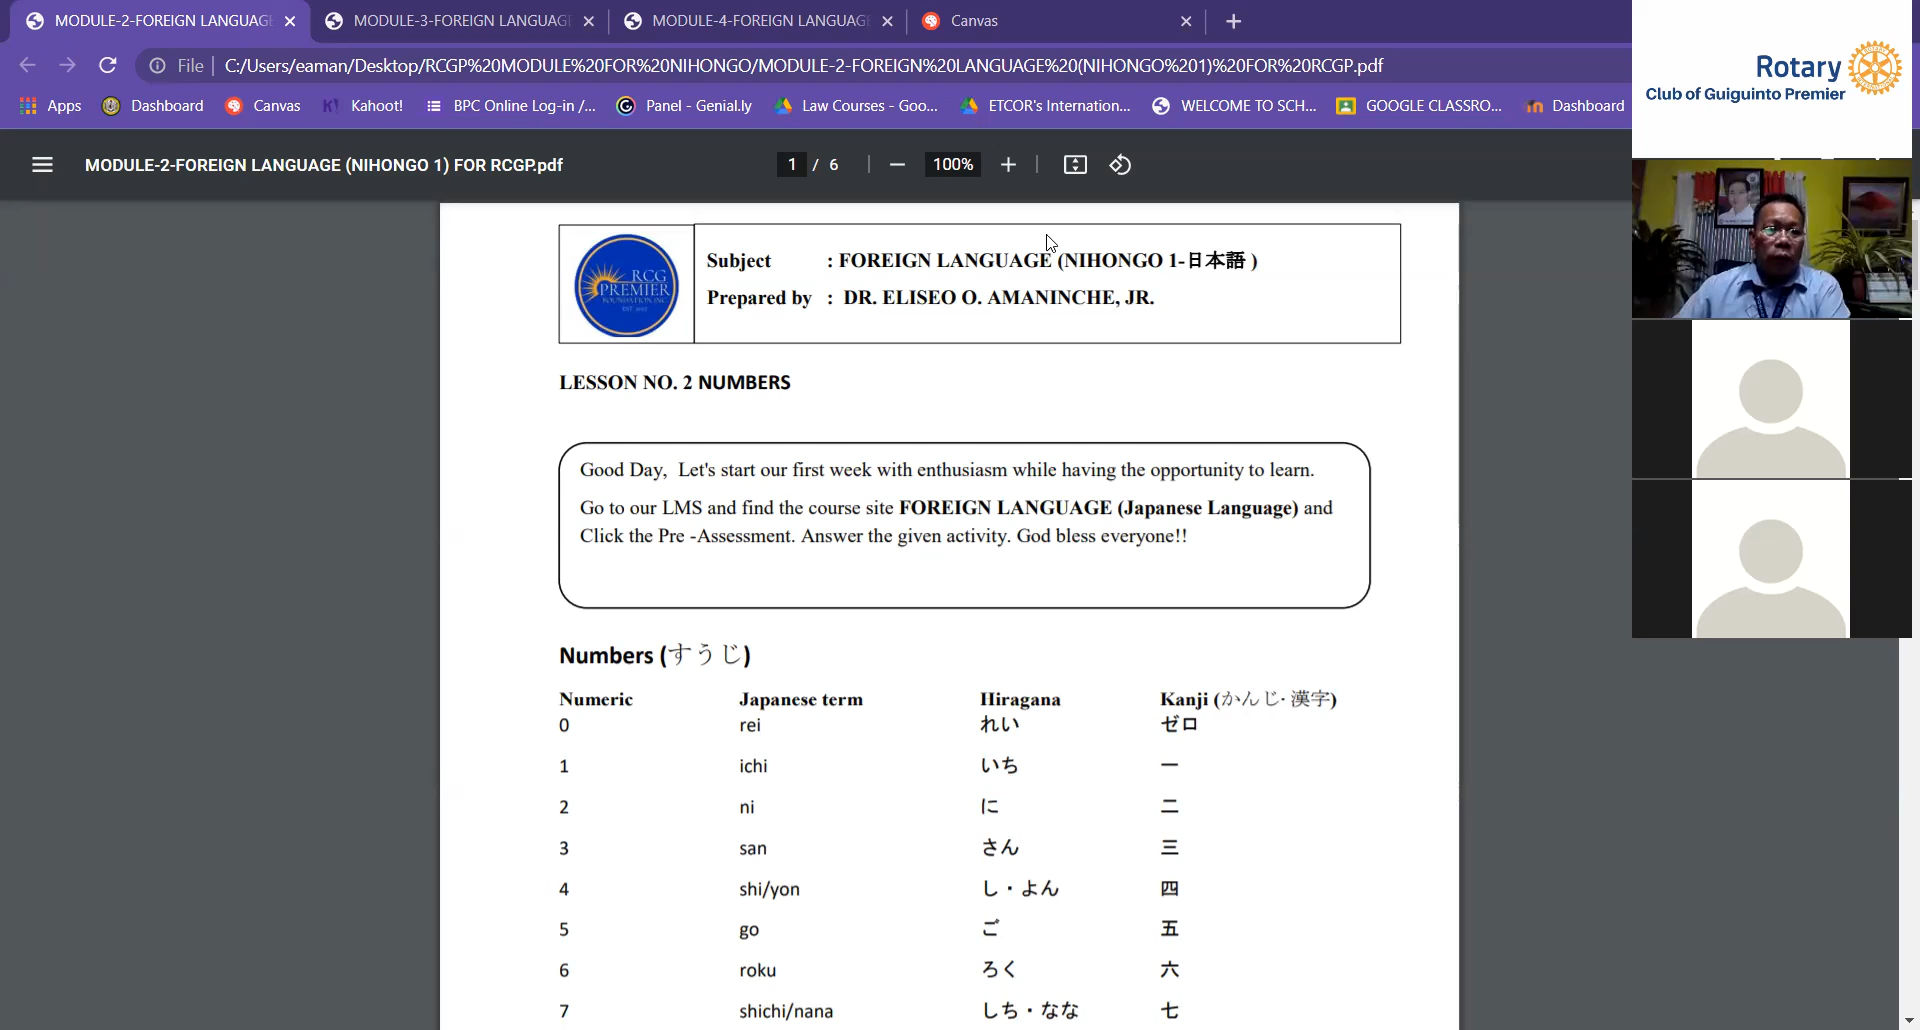 MODULE-2-FOREIGN LANGUAGE
MODULE-3-FOREIGN LANGUAG
MODULE-4-FOREIGN LANGUAGE
Canvas
File
C:/Users/eaman/Desktop/RCGP%20MODULE%20FOR%20NIHONGO/MODULE-2-FOREIGN%20LANGUAGE%20(NIHONGO%201)%20FOR%20RCGP.pdf
Apps Dashboard Canvas Kahoot! BPC Online Log-in /... Panel - Genial.ly Law Courses - Goo... ETCOR's Internation... WELCOME TO SCH... GOOGLE CLASSRO... Dashboard
Rotary
Club of Guiguinto Premier
MODULE-2-FOREIGN LANGUAGE (NIHONGO 1) FOR RCGP.pdf
1 / 6
100%
RCG
PREMIER
FOUNDATION, INC
Subject : FOREIGN LANGUAGE (NIHONGO 1-日本語 )
Prepared by : DR. ELISEO O. AMANINCHE, JR.
LESSON NO. 2 NUMBERS
Good Day, Let's start our first week with enthusiasm while having the opportunity to learn.
Go to our LMS and find the course site FOREIGN LANGUAGE (Japanese Language) and
Click the Pre -Assessment. Answer the given activity. God bless everyone!!
Numbers (すうじ)
Numeric Japanese term Hiragana Kanji (かんじ· 漢字)
0 rei れい ゼロ
1 ichi いち 一
2 ni に 二
3 san さん 三
4 shi/yon し・よん 四
5 go ご 五
6 roku ろく 六
7 shichi/nana しち・なな 七